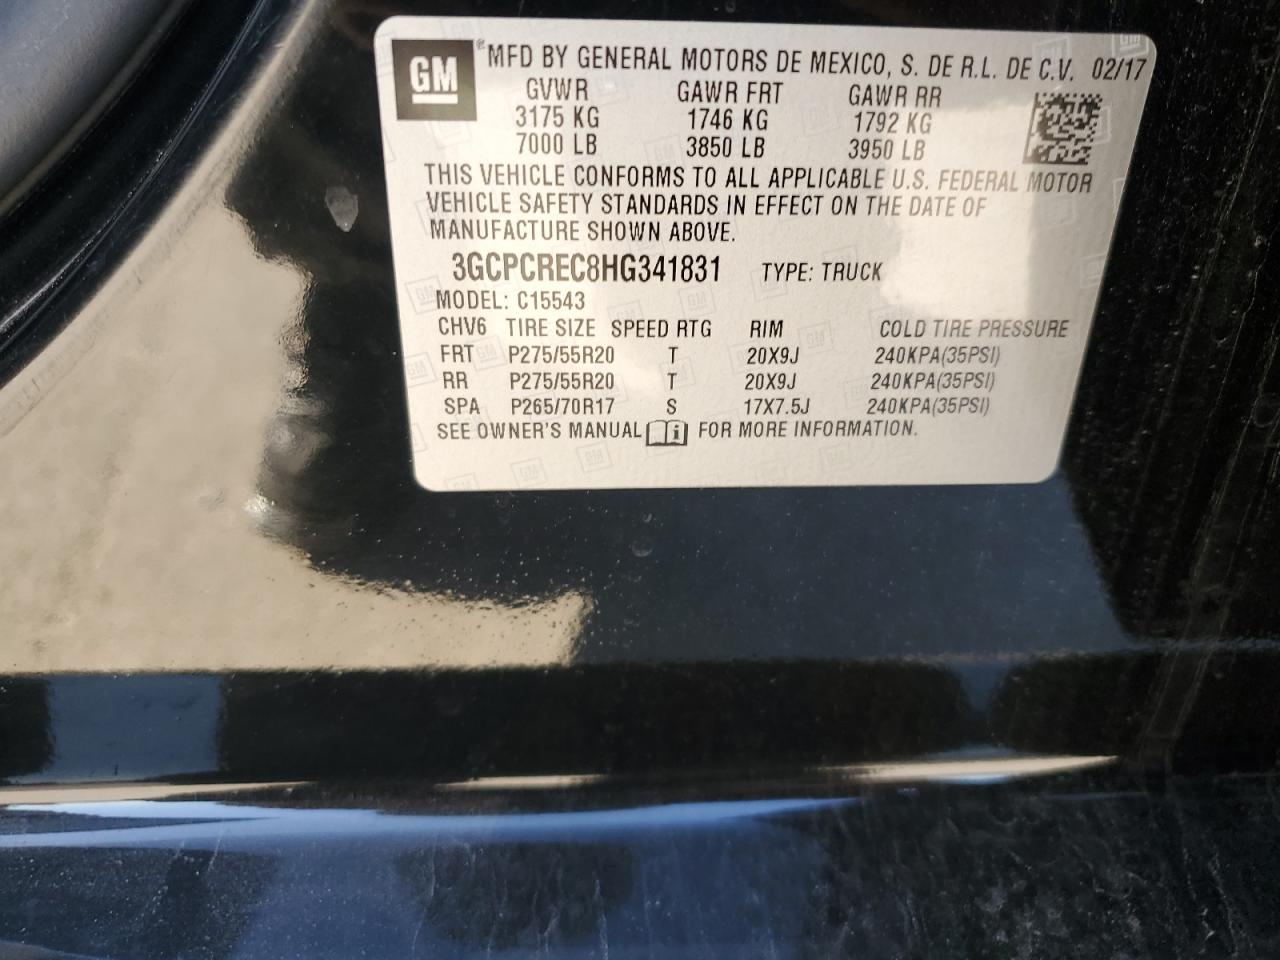 GM ® MFD BY GENERAL MOTORS DE MEXICO, S. DE R.L. DE C.V. 02/17
GVWR GAWR FRT GAWR RR
3175 KG 1746 KG 1792 KG
7000 LB 3850 LB 3950 LB
THIS VEHICLE CONFORMS TO ALL APPLICABLE U.S. FEDERAL MOTOR
VEHICLE SAFETY STANDARDS IN EFFECT ON THE DATE OF
MANUFACTURE SHOWN ABOVE.
3GCPCREC8HG341831 TYPE: TRUCK
MODEL: C15543
CHV6 TIRE SIZE SPEED RTG RIM COLD TIRE PRESSURE
FRT P275/55R20 T 20X9J 240KPA(35PSI)
RR P275/55R20 T 20X9J 240KPA(35PSI)
SPA P265/70R17 S 17X7.5J 240KPA(35PSI)
SEE OWNER'S MANUAL i FOR MORE INFORMATION.